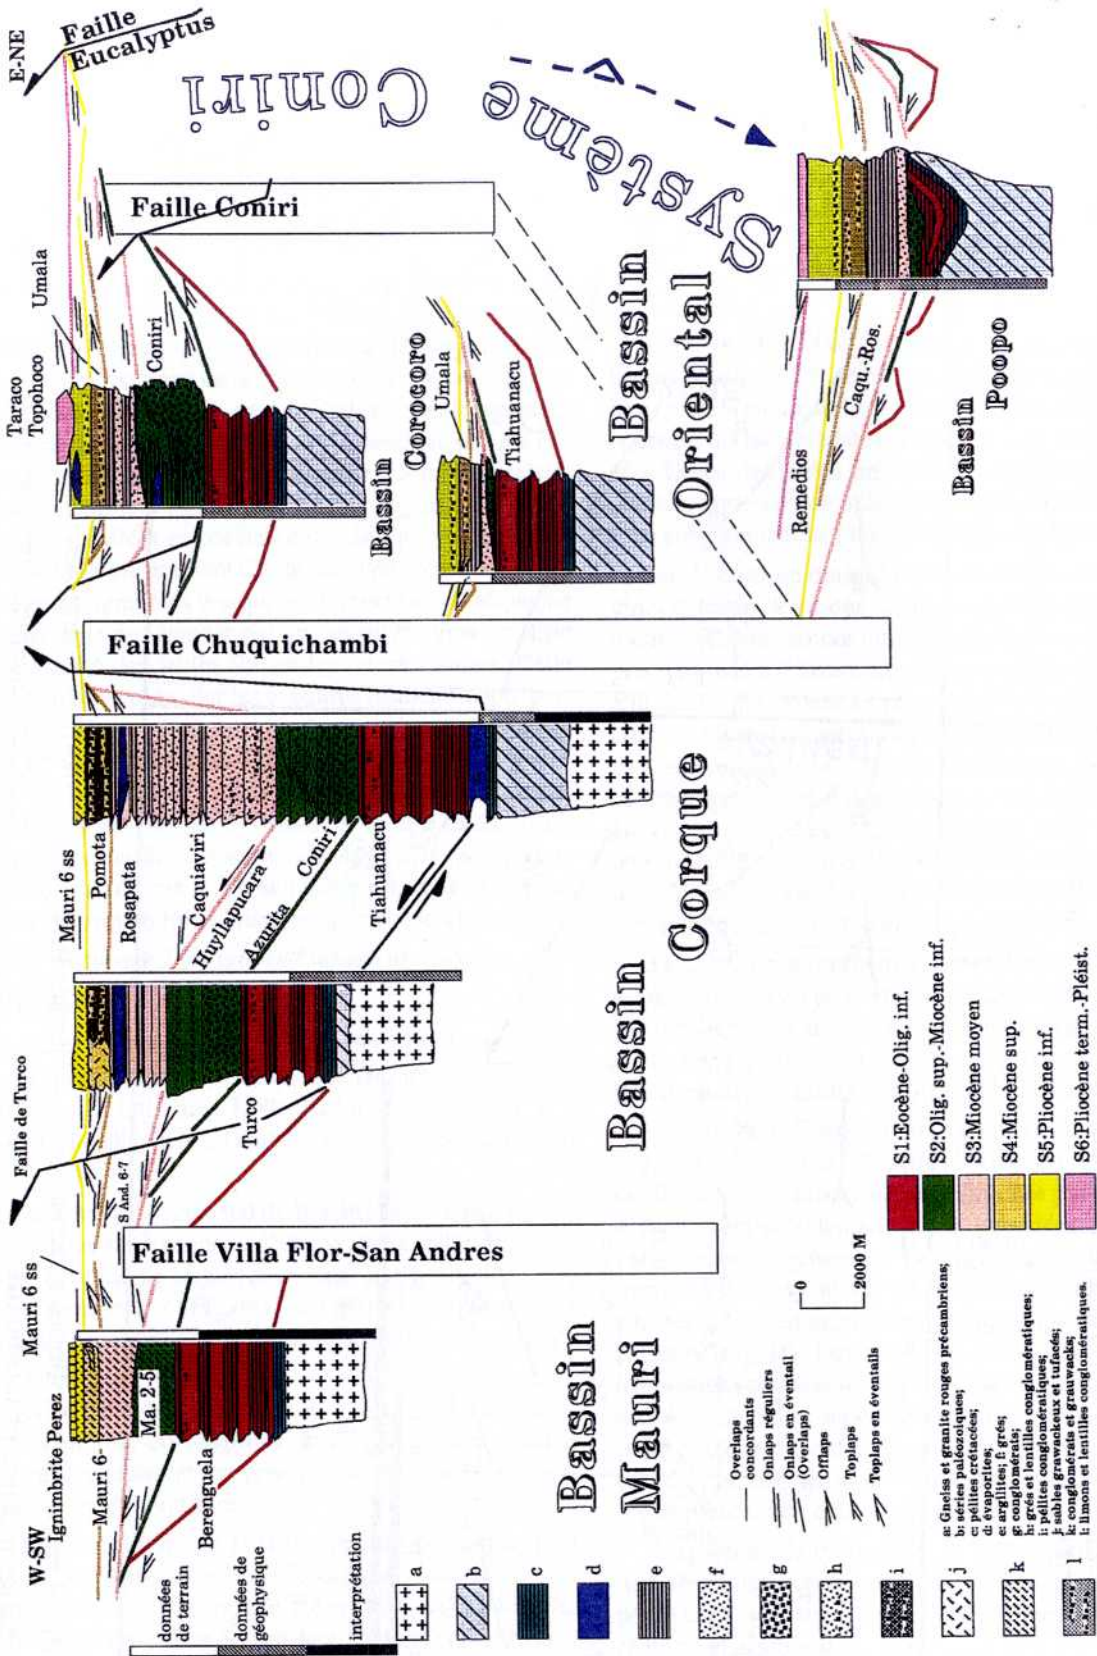 W-SW
E-NE
Ignimbrite Perez
Mauri 6-
Ma. 2-5
Berenguela
Mauri 6 ss
Faille Villa Flor-San Andres
S And. 6-7
Faille de Turco
Turco
Mauri 6 ss
Pomota
Rosapata
Caquiaviri
Huyllapucara
Azurita
Coniri
Tiahuanacu
Faille Chuquichambi
Taraco
Topohoco
Umala
Coniri
Faille Coniri
Faille
Eucalyptus
Système Coniri
Bassin
Corocoro
Umala
Tiahuanacu
Bassin
Oriental
Remedios
Caqu.-Ros.
Bassin
Poopo
Bassin
Corque
Bassin
Mauri
données
de terrain
données de
géophysique
interprétation
a
b
c
d
e
f
g
h
i
j
k
l
Overlaps
concordants
Onlaps réguliers
Onlaps en éventail
(Overlaps)
Offlaps
Toplaps
Toplaps en éventails
0
2000 M
a: Gneiss et granite rouges précambriens;
b: séries paléozoiques;
c: pélites crétacées;
d: évaporites;
e: argilites; f: grés;
g: conglomérats;
h: grés et lentilles conglomératiques;
i: pélites conglomératiques;
j: sables grauwackeux et tufacés;
k: conglomérats et grauwacks;
l: limons et lentilles conglomératiques.
S1:Eocène-Olig. inf.
S2:Olig. sup.-Miocène inf.
S3:Miocène moyen
S4:Miocène sup.
S5:Pliocène inf.
S6:Pliocène term.-Pléist.